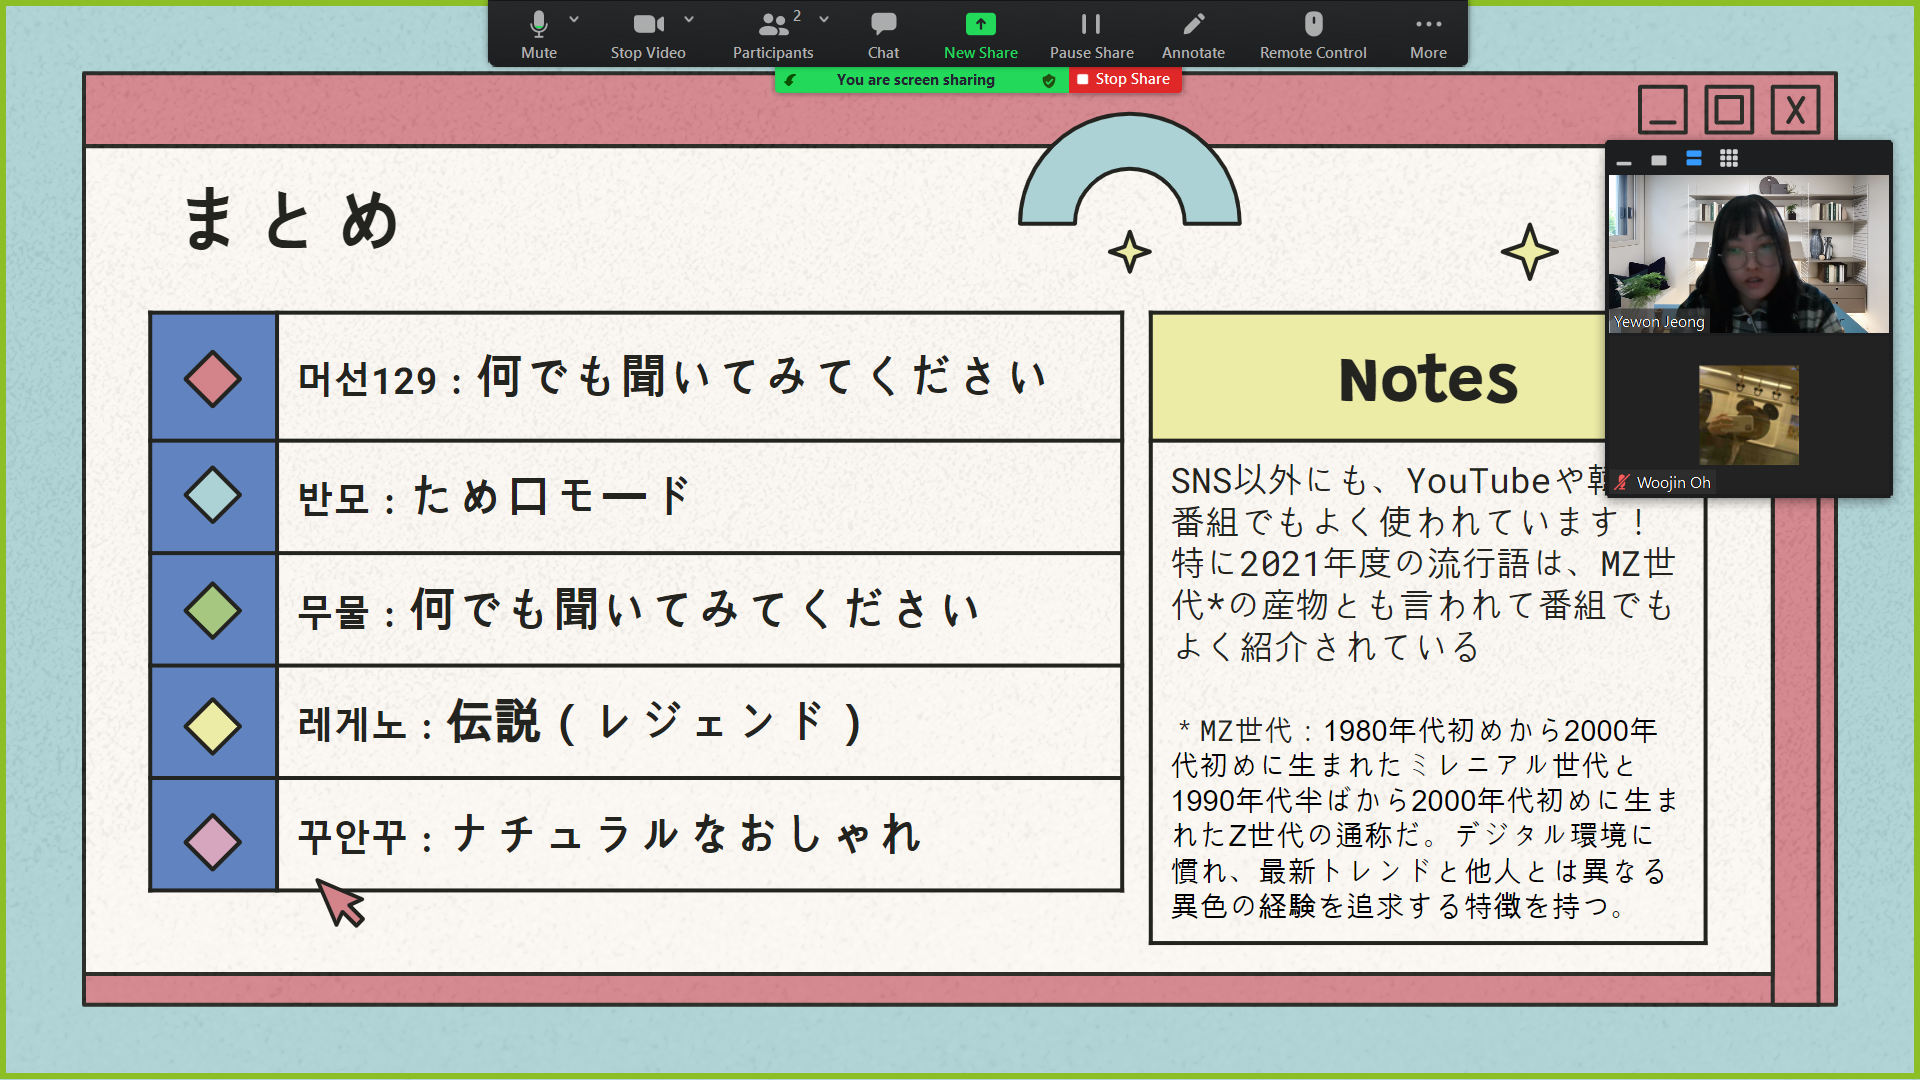 Mute
Stop Video
Participants
2
Chat
New Share
Pause Share
Annotate
Remote Control
More
You are screen sharing
Stop Share
X
まとめ
머선129 : 何でも聞いてみてください
반모 : ため口モード
무물 : 何でも聞いてみてください
레게노 : 伝説 ( レジェンド )
꾸안꾸 : ナチュラルなおしゃれ
Notes
SNS以外にも、YouTubeや
番組でもよく使われています！
特に2021年度の流行語は、MZ世
代*の産物とも言われて番組でも
よく紹介されている
*MZ世代 : 1980年代初めから2000年
代初めに生まれたミレニアル世代と
1990年代半ばから2000年代初めに生ま
れたZ世代の通称だ。デジタル環境に
慣れ、最新トレンドと他人とは異なる
異色の経験を追求する特徴を持つ。
Yewon Jeong
Woojin Oh